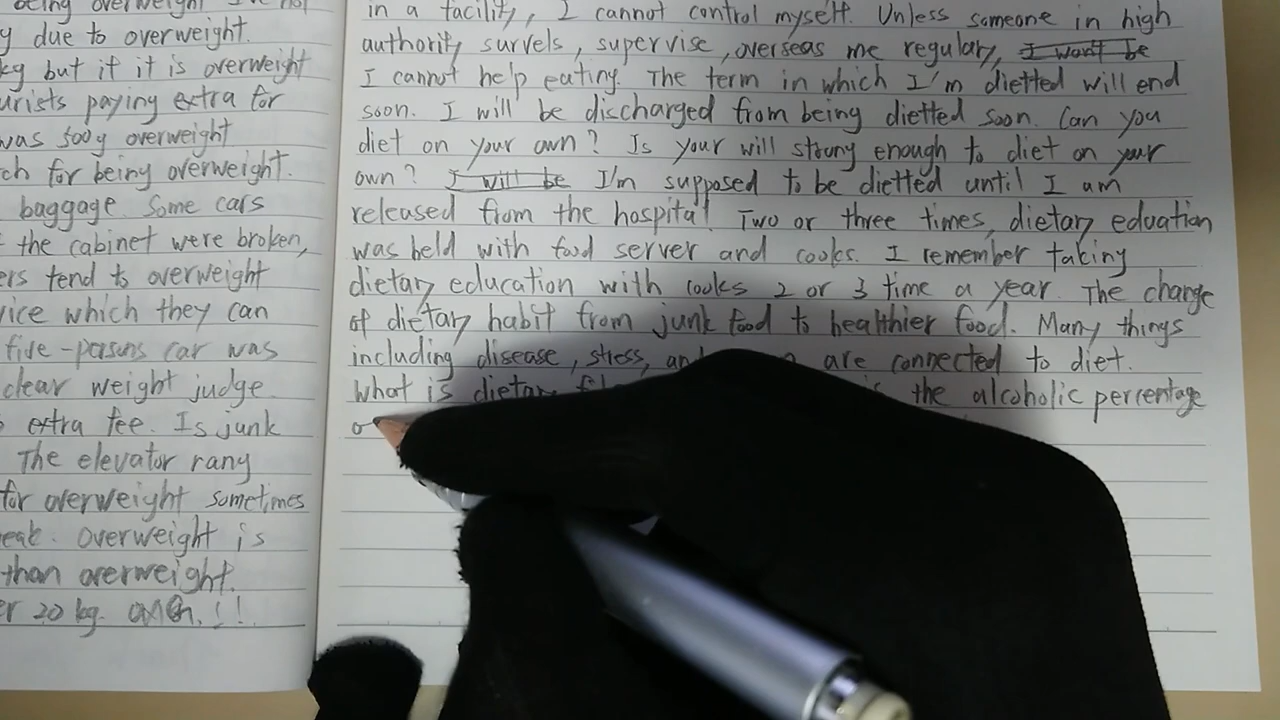 being overweight I've not
y due to overweight.
kg but if it is overweight
urists paying extra for
was 500g overweight
ch for being overweight.
baggage. Some cars
the cabinet were broken,
ers tend to overweight
vice which they can
five-persons car was
clear weight judge.
extra fee. Is junk
The elevator rang
for overweight sometimes
eak. Overweight is
than overweight.
er 20 kg.
in a facility, I cannot control myself. Unless someone in high
authority survels, supervise, overseas me regulary, I won't be
I cannot help eating. The term in which I'm dietted will end
soon. I will be discharged from being dietted soon. Can you
diet on your own? Is your will strong enough to diet on your
own? I will be I'm supposed to be dietted until I am
released from the hospital. Two or three times, dietary eduation
was held with food server and cooks. I remember taking
dietary education with cooks 2 or 3 time a year. The change
of dietary habit from junk food to healthier food. Many things
including disease, stress, are connected to diet.
What is dietary the alcoholic percentage
o